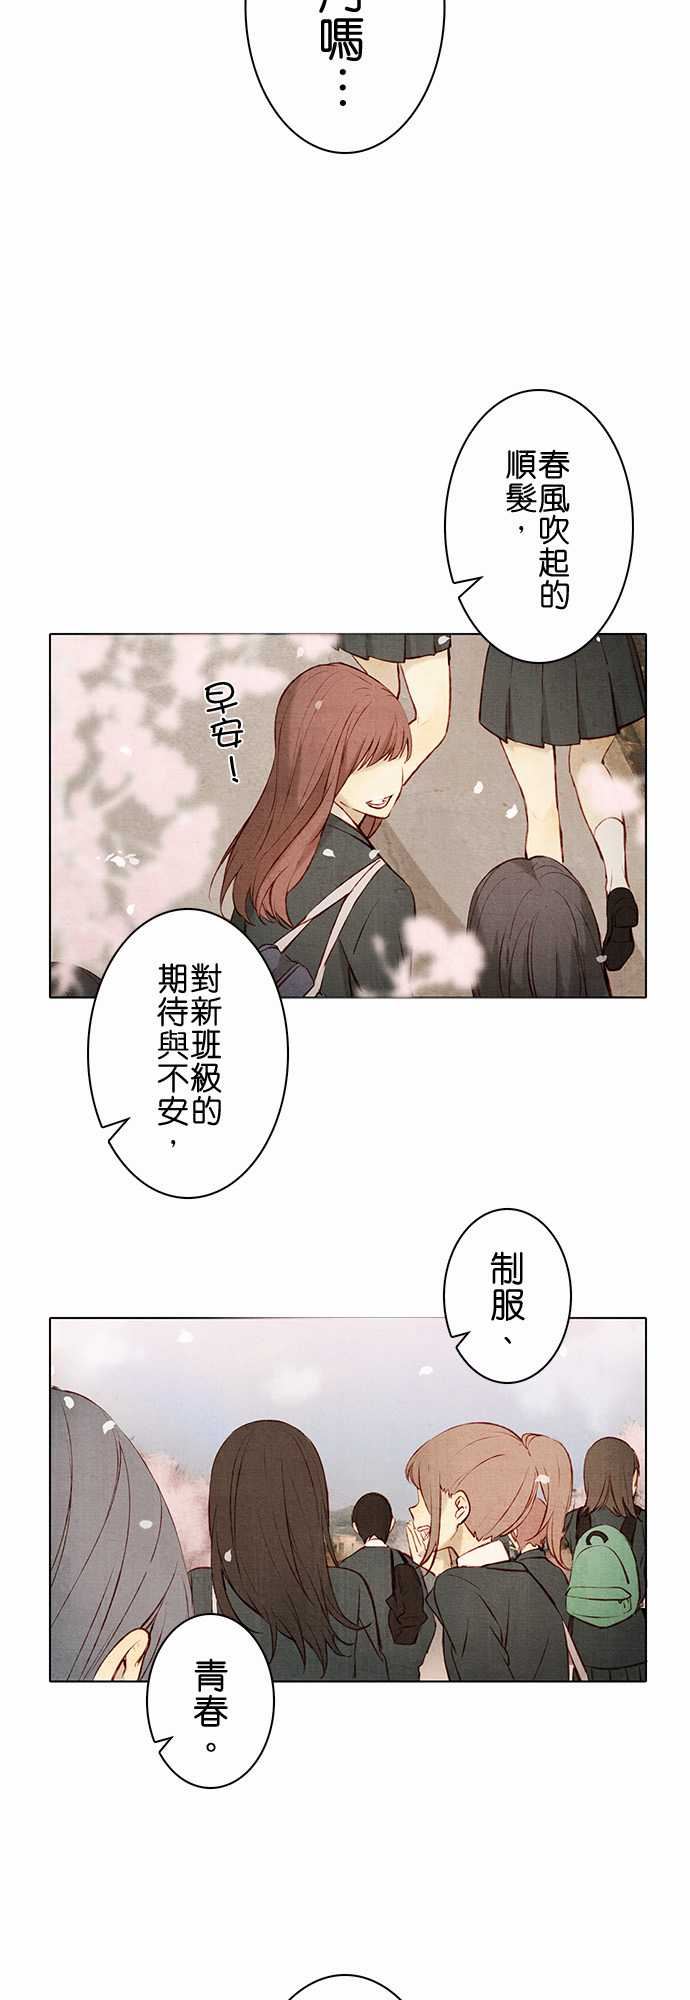 嗎⋯
春風吹起的
順髮，
早安！
對新班級的
期待與不安，
制服、
青春。